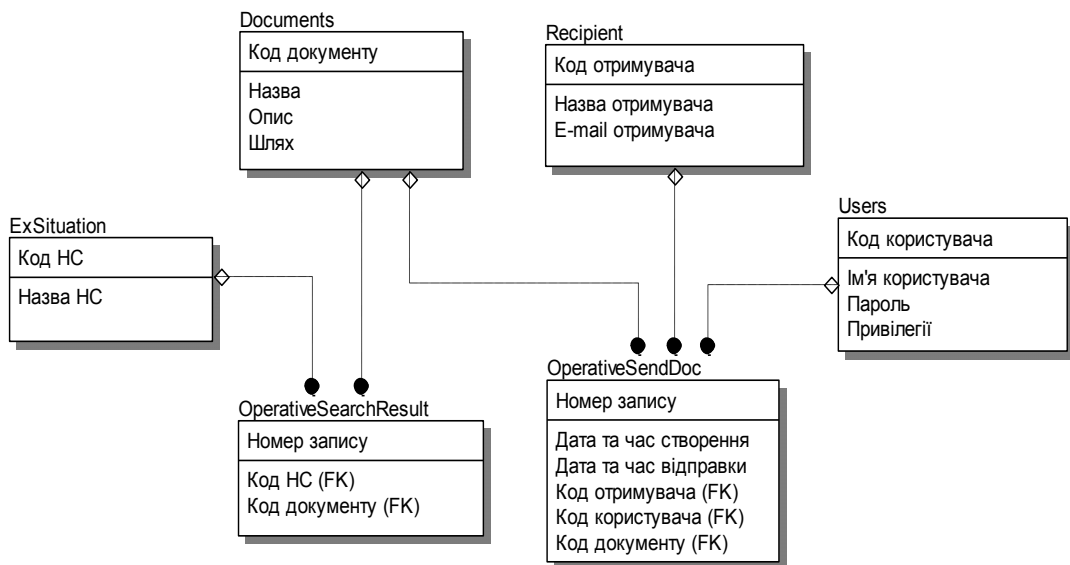 Documents
Код документу
Назва
Опис
Шлях
Recipient
Код отримувача
Назва отримувача
E-mail отримувача
ExSituation
Код НС
Назва НС
Users
Код користувача
Ім'я користувача
Пароль
Привілегії
OperativeSearchResult
Номер запису
Код НС (FK)
Код документу (FK)
OperativeSendDoc
Номер запису
Дата та час створення
Дата та час відправки
Код отримувача (FK)
Код користувача (FK)
Код документу (FK)